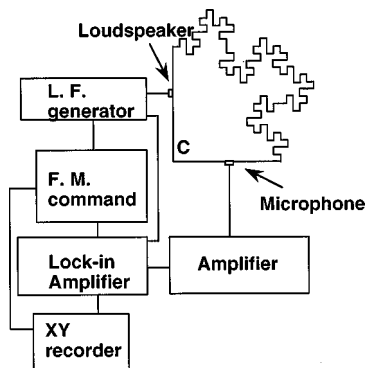 Loudspeaker
L. F.
generator
C
F. M.
command
Microphone
Lock-in
Amplifier
Amplifier
XY
recorder